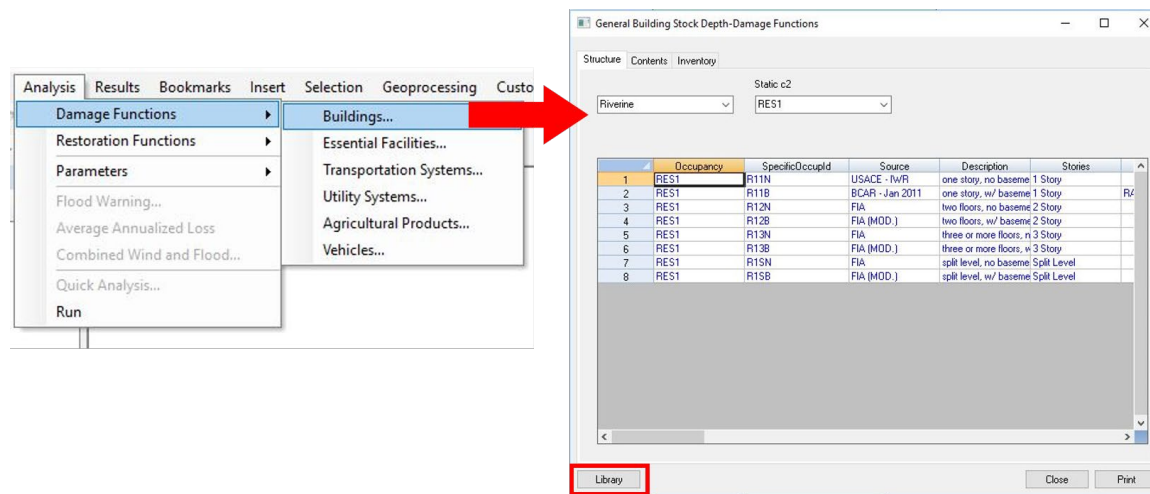 Analysis Results Bookmarks Insert Selection Geoprocessing Custo
Damage Functions
Restoration Functions
Parameters
Flood Warning...
Average Annualized Loss
Combined Wind and Flood...
Quick Analysis...
Run
Buildings...
Essential Facilities...
Transportation Systems...
Utility Systems...
Agricultural Products...
Vehicles...
General Building Stock Depth-Damage Functions
Structure Contents Inventory
Static c2
Riverine RES1
Occupancy SpecificOccupId Source Description Stories
1 RES1 R11N USACE - IWR one story, no baseme 1 Story
2 RES1 R11B BCAR - Jan 2011 one story, w/ baseme 1 Story RA
3 RES1 R12N FIA two floors, no baseme 2 Story
4 RES1 R12B FIA (MOD.) two floors, w/ baseme 2 Story
5 RES1 R13N FIA three or more floors, n 3 Story
6 RES1 R13B FIA (MOD.) three or more floors, w 3 Story
7 RES1 R1SN FIA split level, no baseme Split Level
8 RES1 R1SB FIA (MOD.) split level, w/ baseme Split Level
Library Close Print